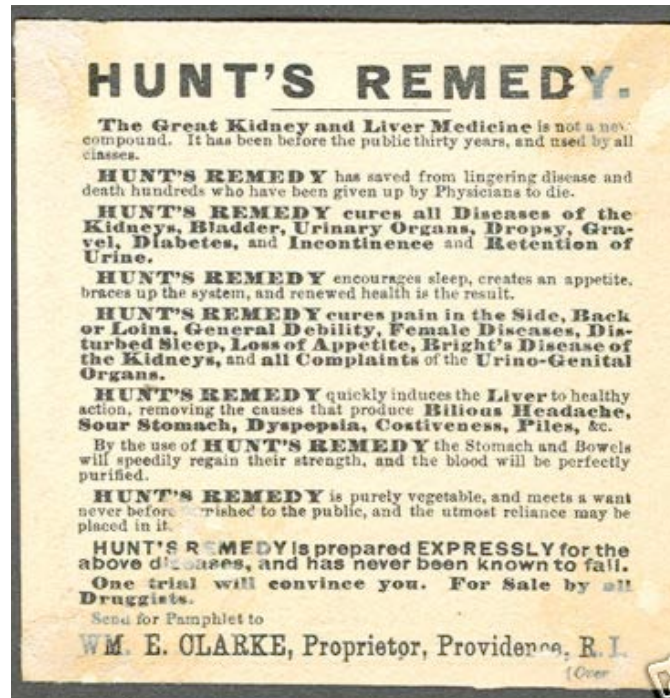 HUNT'S REMEDY.
The Great Kidney and Liver Medicine is not a new
compound. It has been before the public thirty years, and used by all
classes.
HUNT'S REMEDY has saved from lingering disease and
death hundreds who have been given up by Physicians to die.
HUNT'S REMEDY cures all Diseases of the
Kidneys, Bladder, Urinary Organs, Dropsy, Gra-
vel, Diabetes, and Incontinence and Retention of
Urine.
HUNT'S REMEDY encourages sleep, creates an appetite,
braces up the system, and renewed health is the result.
HUNT'S REMEDY cures pain in the Side, Back
or Loins, General Debility, Female Diseases, Dis-
turbed Sleep, Loss of Appetite, Bright's Disease of
the Kidneys, and all Complaints of the Urino-Genital
Organs.
HUNT'S REMEDY quickly induces the Liver to healthy
action, removing the causes that produce Bilious Headache,
Sour Stomach, Dyspepsia, Costiveness, Piles, &c.
By the use of HUNT'S REMEDY the Stomach and Bowels
will speedily regain their strength, and the blood will be perfectly
purified.
HUNT'S REMEDY is purely vegetable, and meets a want
never before to the public, and the utmost reliance may be
placed in it.
HUNT'S REMEDY is prepared EXPRESSLY for the
above diseases, and has never been known to fail.
One trial will convince you. For Sale by all
Druggists.
Send for Pamphlet to
WM. E. CLARKE, Proprietor, Providence, R. I.
(Over